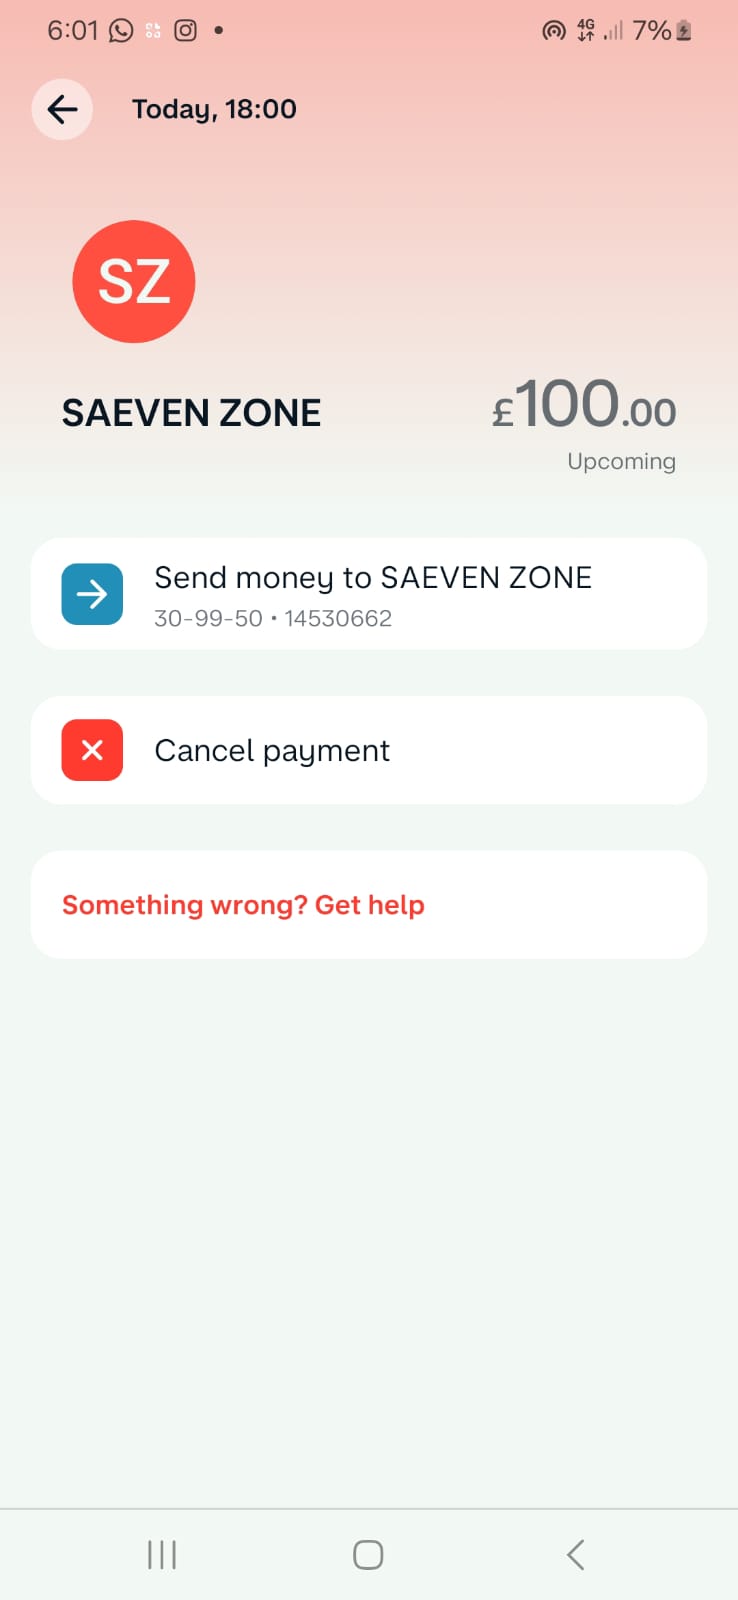 6:01 4G 7%
Today, 18:00
SZ
SAEVEN ZONE £100.00
Upcoming
Send money to SAEVEN ZONE
30-99-50 • 14530662
Cancel payment
Something wrong? Get help